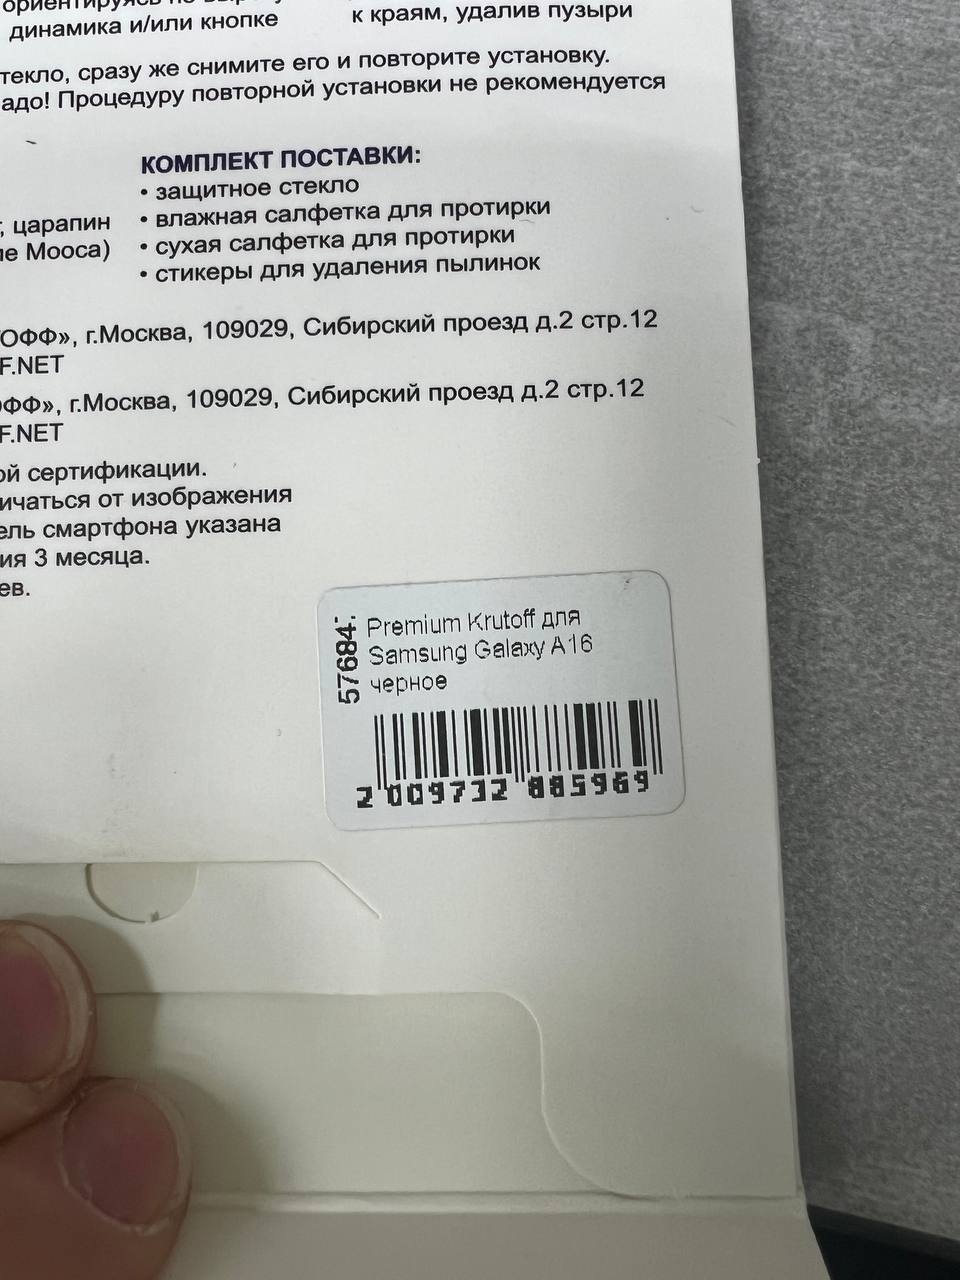 динамика и/или кнопке
к краям, удалив пузыри
текло, сразу же снимите его и повторите установку.
адо! Процедуру повторной установки не рекомендуется
КОМПЛЕКТ ПОСТАВКИ:
• защитное стекло
, царапин
• влажная салфетка для протирки
ле Мооса)
• сухая салфетка для протирки
• стикеры для удаления пылинок
ТОФФ», г.Москва, 109029, Сибирский проезд д.2 стр.12
F.NET
ОФФ», г.Москва, 109029, Сибирский проезд д.2 стр.12
F.NET
ой сертификации.
ичаться от изображения
ель смартфона указана
ия 3 месяца.
ев.
57684
Premium Krutoff для
Samsung Galaxy A16
черное
2 009732 885969